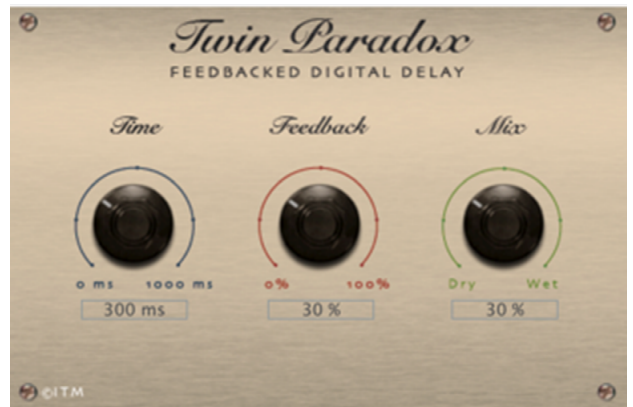 Twin Paradox
FEEDBACKED DIGITAL DELAY
Time Feedback Mix
0 ms 1000 ms 0% 100% Dry Wet
300 ms 30 % 30 %
©ITM